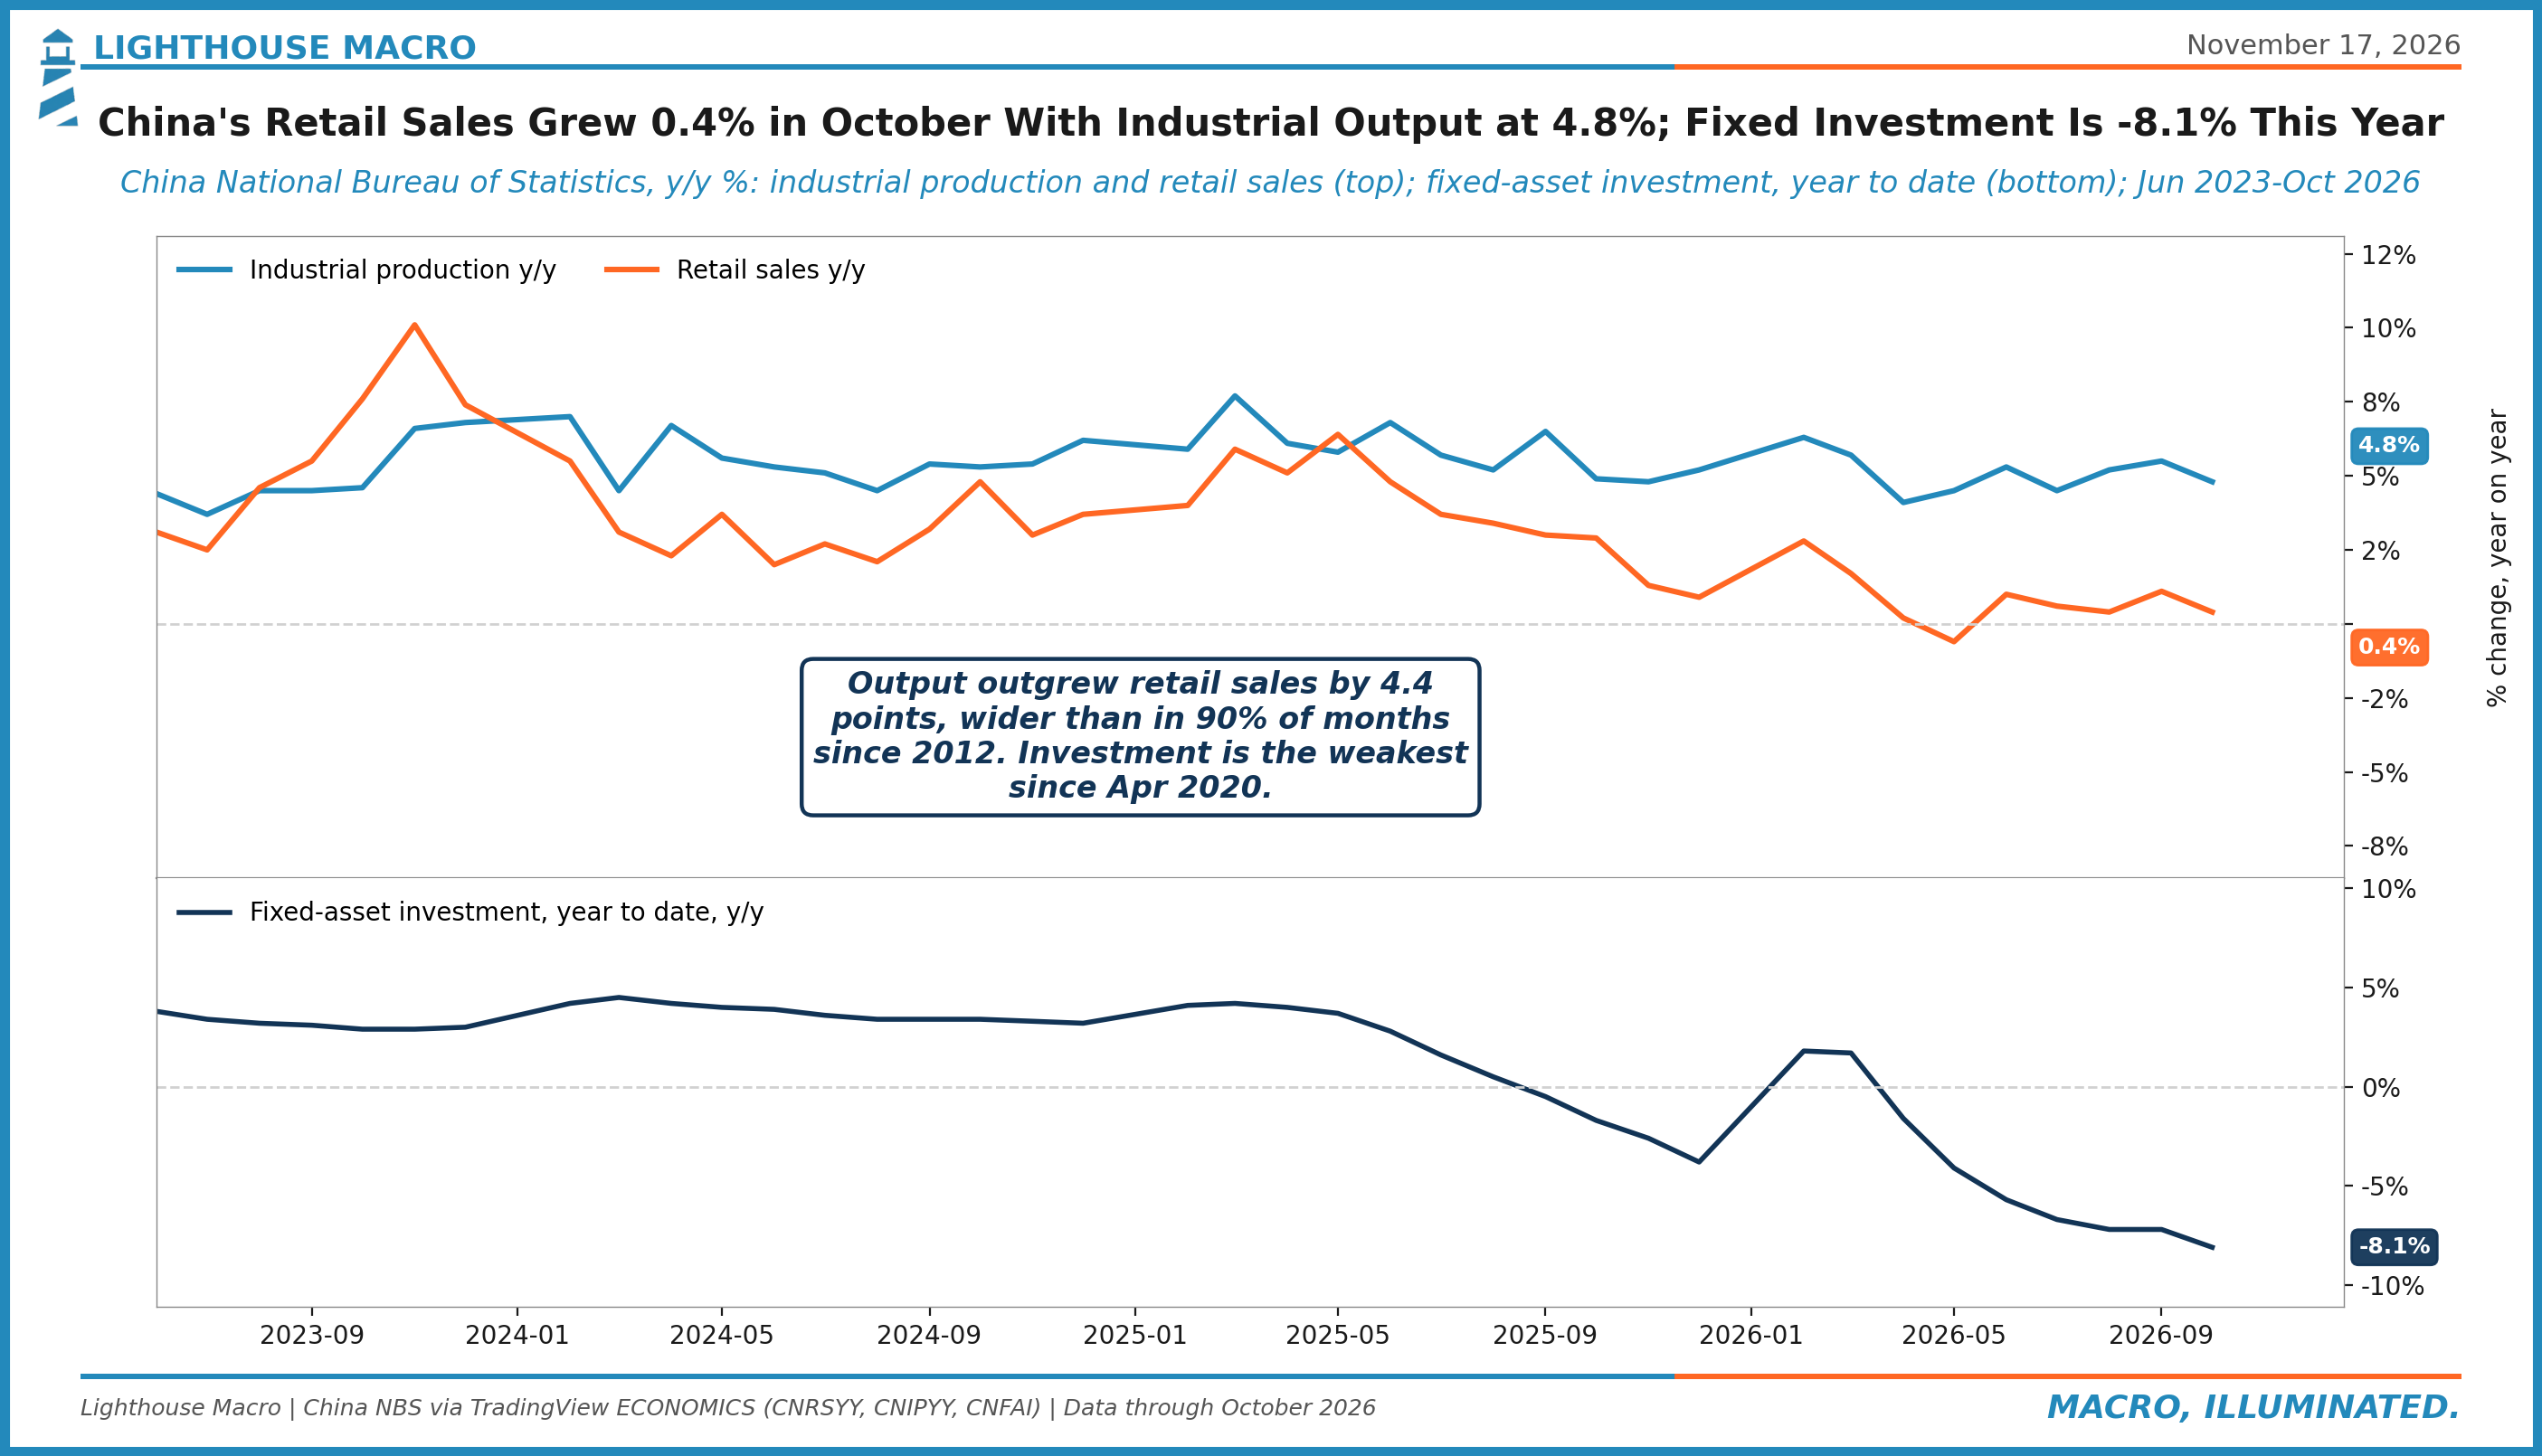 LIGHTHOUSE MACRO
November 17, 2026
China's Retail Sales Grew 0.4% in October With Industrial Output at 4.8%; Fixed Investment Is -8.1% This Year
China National Bureau of Statistics, y/y %: industrial production and retail sales (top); fixed-asset investment, year to date (bottom); Jun 2023-Oct 2026
Industrial production y/y
Retail sales y/y
12%
10%
8%
4.8%
5%
2%
0.4%
-2%
-5%
-8%
% change, year on year
Output outgrew retail sales by 4.4
points, wider than in 90% of months
since 2012. Investment is the weakest
since Apr 2020.
Fixed-asset investment, year to date, y/y
10%
5%
0%
-5%
-8.1%
-10%
2023-09
2024-01
2024-05
2024-09
2025-01
2025-05
2025-09
2026-01
2026-05
2026-09
Lighthouse Macro | China NBS via TradingView ECONOMICS (CNRSYY, CNIPYY, CNFAI) | Data through October 2026
MACRO, ILLUMINATED.